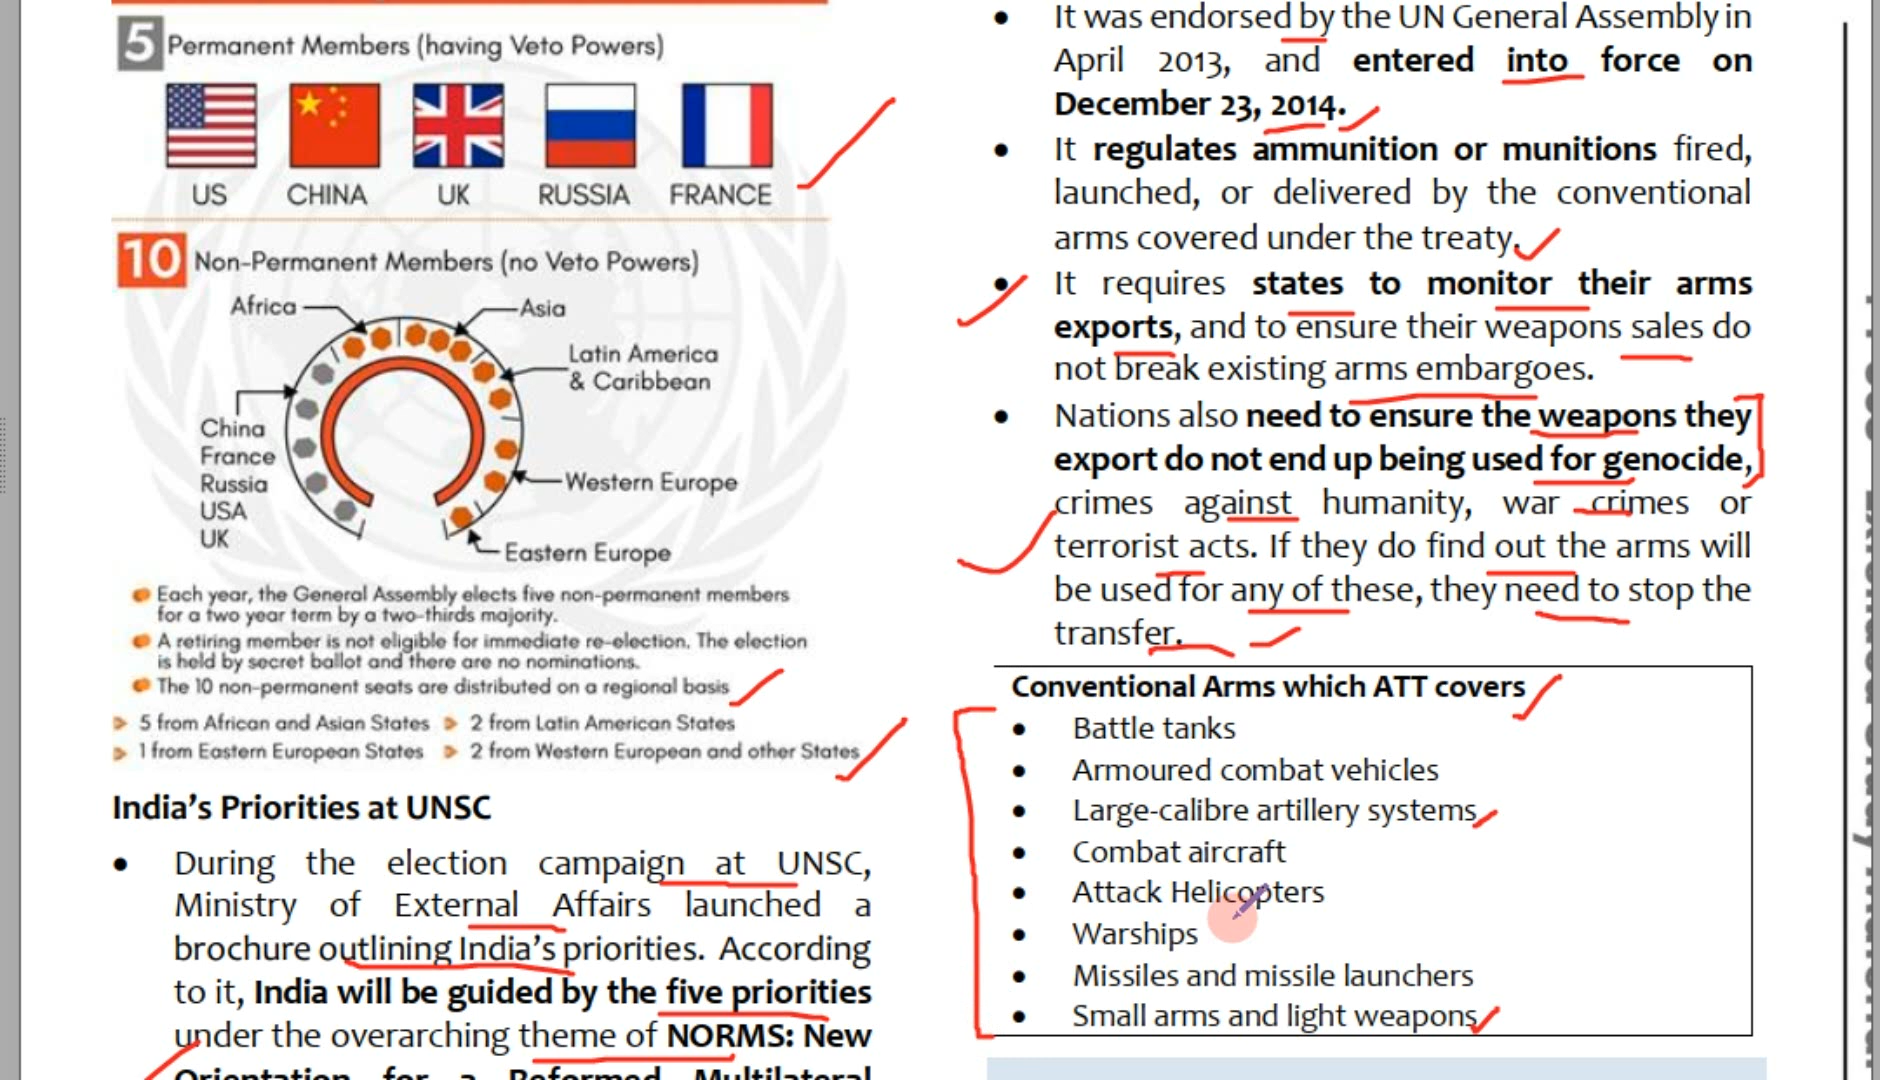 5 Permanent Members (having Veto Powers)
US CHINA UK RUSSIA FRANCE
10 Non-Permanent Members (no Veto Powers)
Africa
Asia
Latin America
& Caribbean
China
France
Russia
USA
UK
Western Europe
Eastern Europe
Each year, the General Assembly elects five non-permanent members
for a two year term by a two-thirds majority.
A retiring member is not eligible for immediate re-election. The election
is held by secret ballot and there are no nominations.
The 10 non-permanent seats are distributed on a regional basis
5 from African and Asian States
2 from Latin American States
1 from Eastern European States
2 from Western European and other States
India’s Priorities at UNSC
• During the election campaign at UNSC,
Ministry of External Affairs launched a
brochure outlining India’s priorities. According
to it, India will be guided by the five priorities
under the overarching theme of NORMS: New
Orientation for a Reformed Multilateral
• It was endorsed by the UN General Assembly in
April 2013, and entered into force on
December 23, 2014.
• It regulates ammunition or munitions fired,
launched, or delivered by the conventional
arms covered under the treaty.
• It requires states to monitor their arms
exports, and to ensure their weapons sales do
not break existing arms embargoes.
• Nations also need to ensure the weapons they
export do not end up being used for genocide,
crimes against humanity, war crimes or
terrorist acts. If they do find out the arms will
be used for any of these, they need to stop the
transfer.
Conventional Arms which ATT covers
• Battle tanks
• Armoured combat vehicles
• Large-calibre artillery systems
• Combat aircraft
• Attack Helicopters
• Warships
• Missiles and missile launchers
• Small arms and light weapons